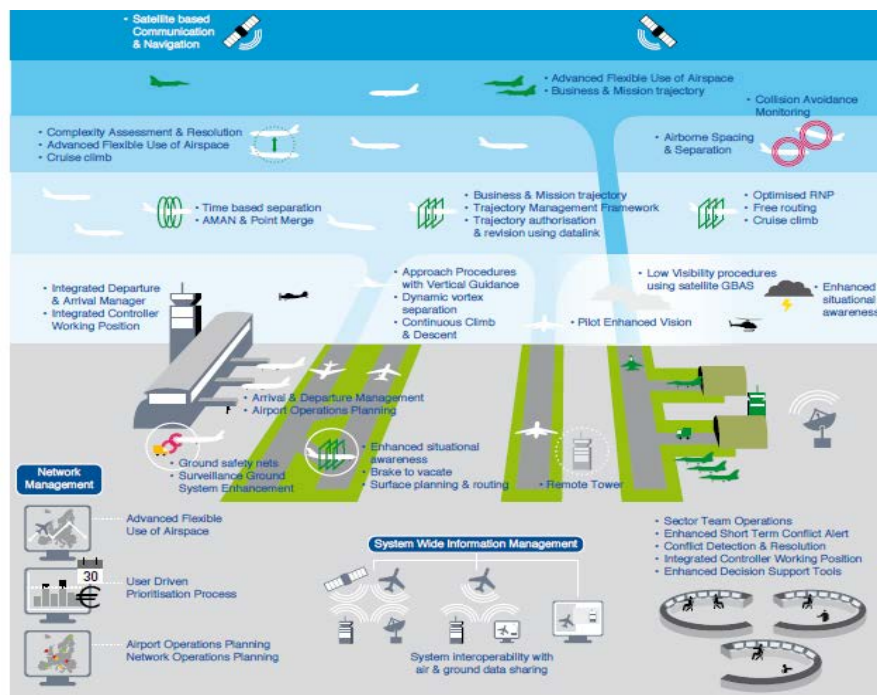 • Satellite based
Communication
& Navigation
• Advanced Flexible Use of Airspace
• Business & Mission trajectory
• Collision Avoidance
Monitoring
• Complexity Assessment & Resolution
• Advanced Flexible Use of Airspace
• Cruise climb
• Airborne Spacing
& Separation
• Time based separation
• AMAN & Point Merge
• Business & Mission trajectory
• Trajectory Management Framework
• Trajectory authorisation
& revision using datalink
• Optimised RNP
• Free routing
• Cruise climb
• Integrated Departure
& Arrival Manager
• Integrated Controller
Working Position
• Approach Procedures
with Vertical Guidance
• Dynamic vortex
separation
• Continuous Climb
& Descent
• Low Visibility procedures
using satellite GBAS
• Enhanced
situational
awareness
• Pilot Enhanced Vision
• Arrival & Departure Management
• Airport Operations Planning
• Ground safety nets
• Surveillance Ground
System Enhancement
• Enhanced situational
awareness
• Brake to vacate
• Surface planning & routing
• Remote Tower
Network
Management
Advanced Flexible
Use of Airspace
30
€
User Driven
Prioritisation Process
Airport Operations Planning
Network Operations Planning
System Wide Information Management
System interoperability with
air & ground data sharing
• Sector Team Operations
• Enhanced Short Term Conflict Alert
• Conflict Detection & Resolution
• Integrated Controller Working Position
• Enhanced Decision Support Tools